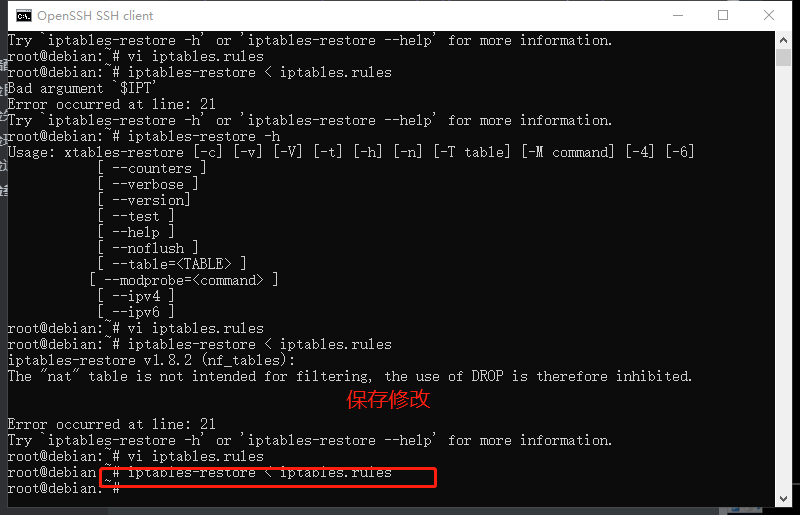 OpenSSH SSH client
Try `iptables-restore -h' or 'iptables-restore --help' for more information.
root@debian:~# vi iptables.rules
root@debian:~# iptables-restore < iptables.rules
Bad argument `$IPT'
Error occurred at line: 21
Try `iptables-restore -h' or 'iptables-restore --help' for more information.
root@debian:~# iptables-restore -h
Usage: xtables-restore [-c] [-v] [-V] [-t] [-h] [-n] [-T table] [-M command] [-4] [-6]
[ --counters ]
[ --verbose ]
[ --version]
[ --test ]
[ --help ]
[ --noflush ]
[ --table=<TABLE> ]
[ --modprobe=<command> ]
[ --ipv4 ]
[ --ipv6 ]
root@debian:~# vi iptables.rules
root@debian:~# iptables-restore < iptables.rules
iptables-restore v1.8.2 (nf_tables):
The "nat" table is not intended for filtering, the use of DROP is therefore inhibited.
保存修改
Error occurred at line: 21
Try `iptables-restore -h' or 'iptables-restore --help' for more information.
root@debian:~# vi iptables.rules
root@debian:~# iptables-restore < iptables.rules
root@debian:~#